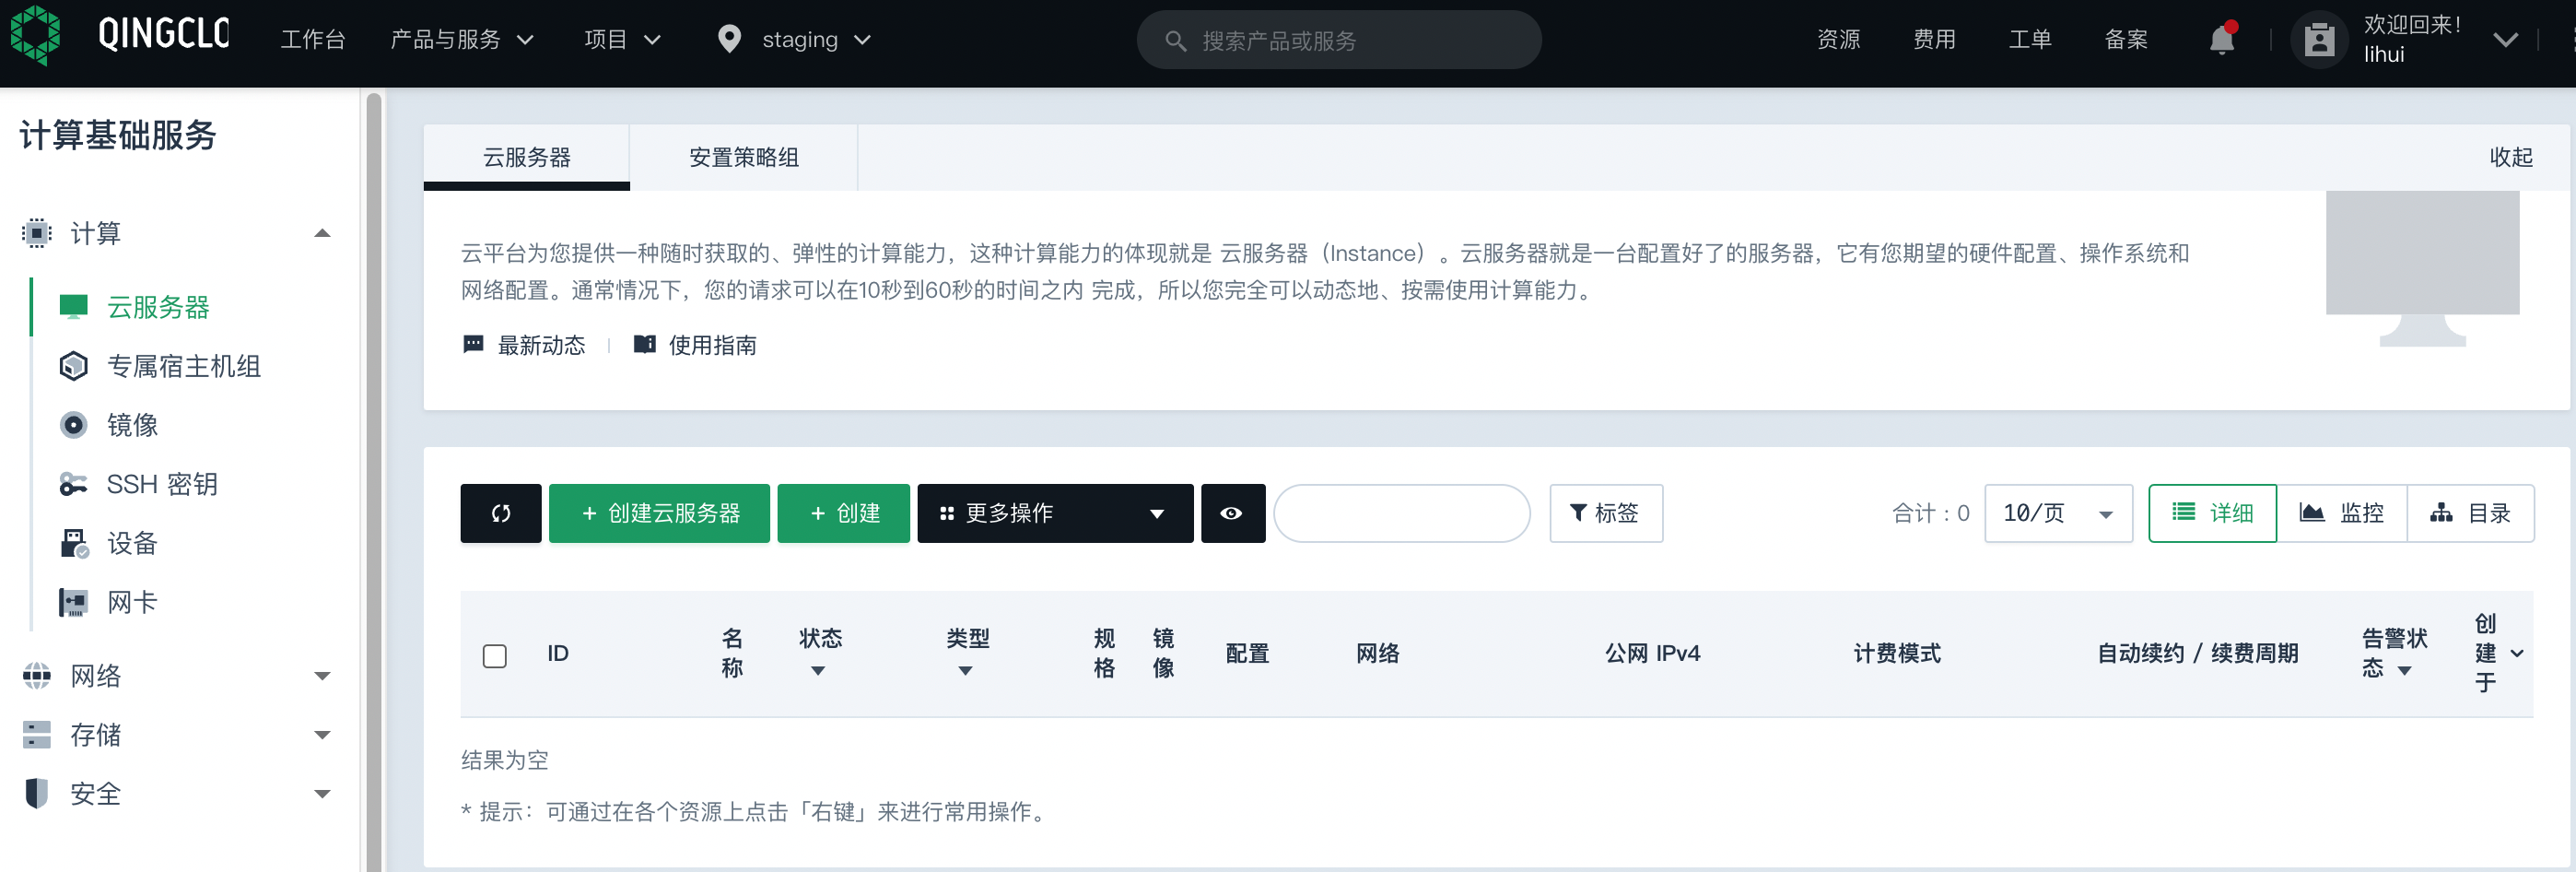 QINGCLO
工作台
产品与服务
项目
staging
搜索产品或服务
资源
费用
工单
备案
欢迎回来！
lihui
计算基础服务
计算
云服务器
专属宿主机组
镜像
SSH 密钥
设备
网卡
网络
存储
安全
云服务器
安置策略组
收起
云平台为您提供一种随时获取的、弹性的计算能力，这种计算能力的体现就是 云服务器（Instance）。云服务器就是一台配置好了的服务器，它有您期望的硬件配置、操作系统和
网络配置。通常情况下，您的请求可以在10秒到60秒的时间之内 完成，所以您完全可以动态地、按需使用计算能力。
最新动态
使用指南
+ 创建云服务器
+ 创建
更多操作
标签
合计：0
10/页
详细
监控
目录
ID
名称
状态
类型
规格
镜像
配置
网络
公网 IPv4
计费模式
自动续约 / 续费周期
告警状态
创建于
结果为空
* 提示：可通过在各个资源上点击「右键」来进行常用操作。